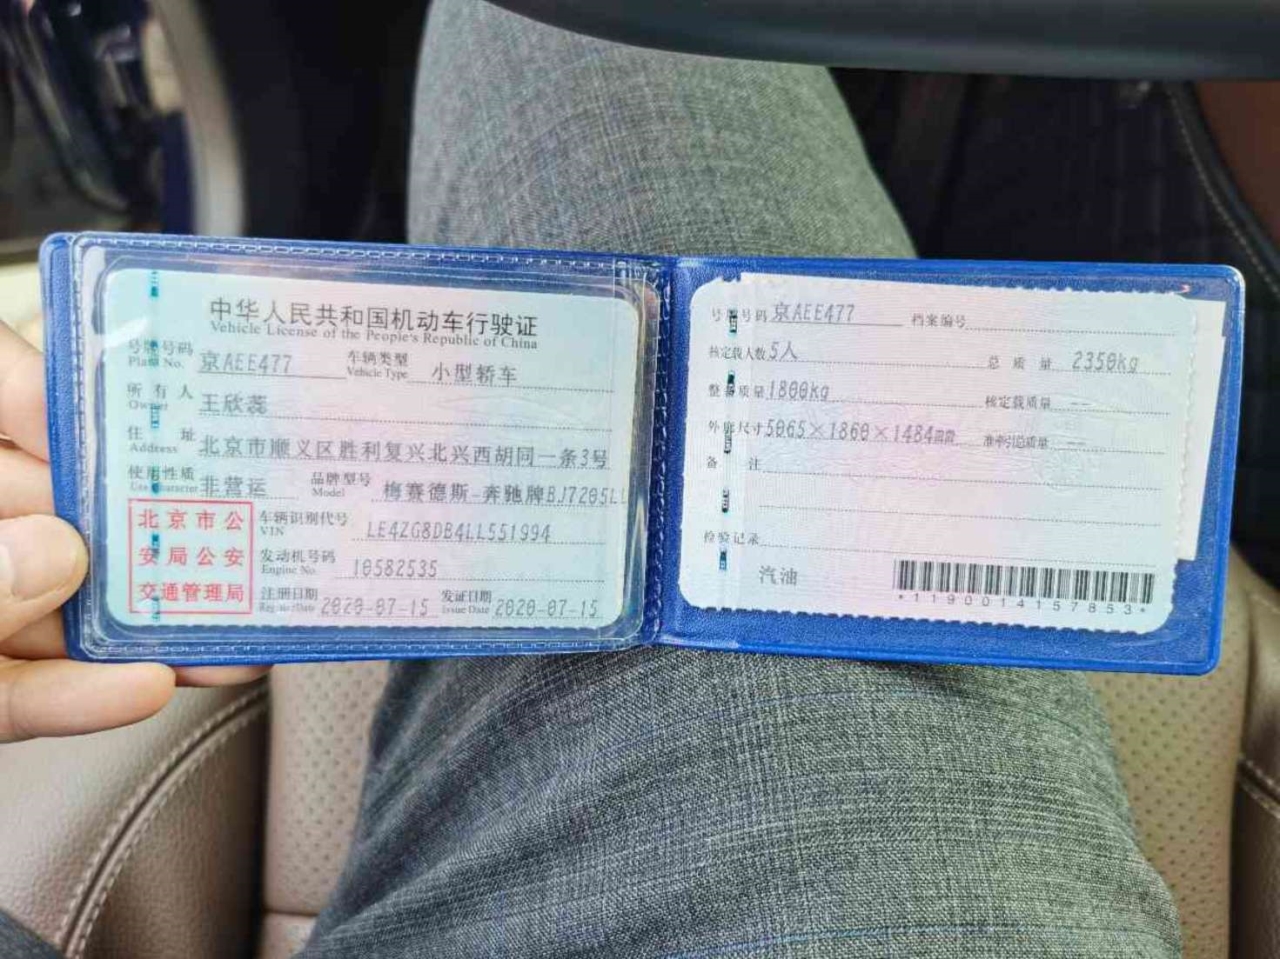 中华人民共和国机动车行驶证
Vehicle License of the People's Republic of China
号牌号码 京AEE477 车辆类型 小型轿车
Plate No. Vehicle Type
所有人 王欣蕊
Owner
住址 北京市顺义区胜利复兴北兴西胡同一条3号
Address
使用性质 非营运 品牌型号 梅赛德斯-奔驰牌BJ7205L
Use Character Model
北京市公
安局公安
交通管理局
车辆识别代号 LE4ZG8DB4LL551994
VIN
发动机号码 10582535
Engine No.
注册日期 2020-07-15 发证日期 2020-07-15
Register Date Issue Date
号牌号码 京AEE477 档案编号
核定载人数 5人 总质量 2350kg
整备质量 1800kg 核定载质量 --
外廓尺寸 5065×1860×1484mm 准牵引总质量 --
备注
检验记录
汽油
*1190014157853*